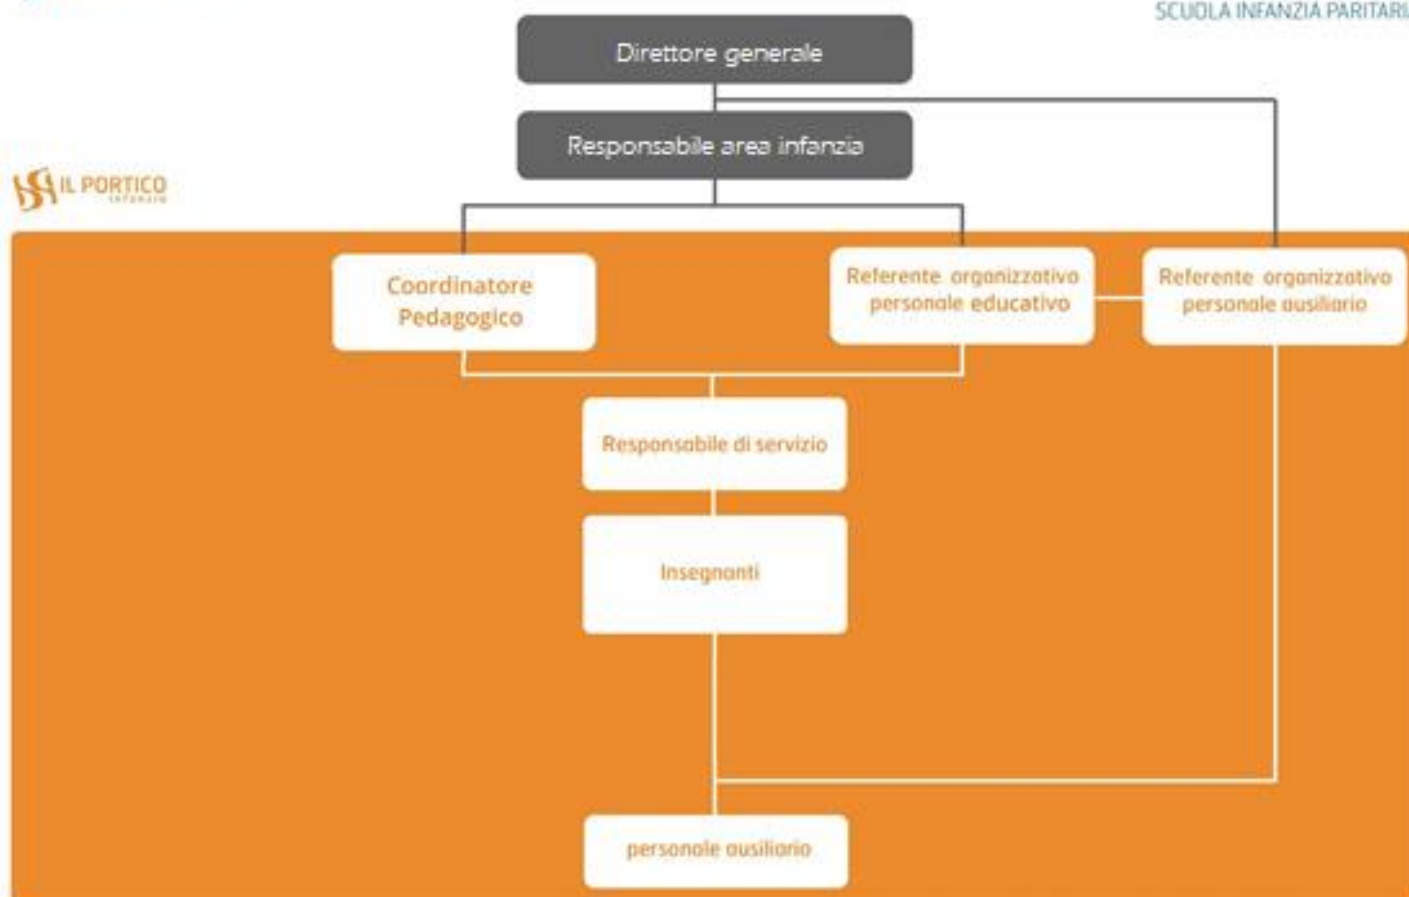 SCUOLA INFANZIA PARITARI
Direttore generale
Responsabile area infanzia
IL PORTICO
INFANZIA
Coordinatore
Pedagogico
Referente organizzativo
personale educativo
Referente organizzativo
personale ausiliario
Responsabile di servizio
Insegnanti
personale ausiliario